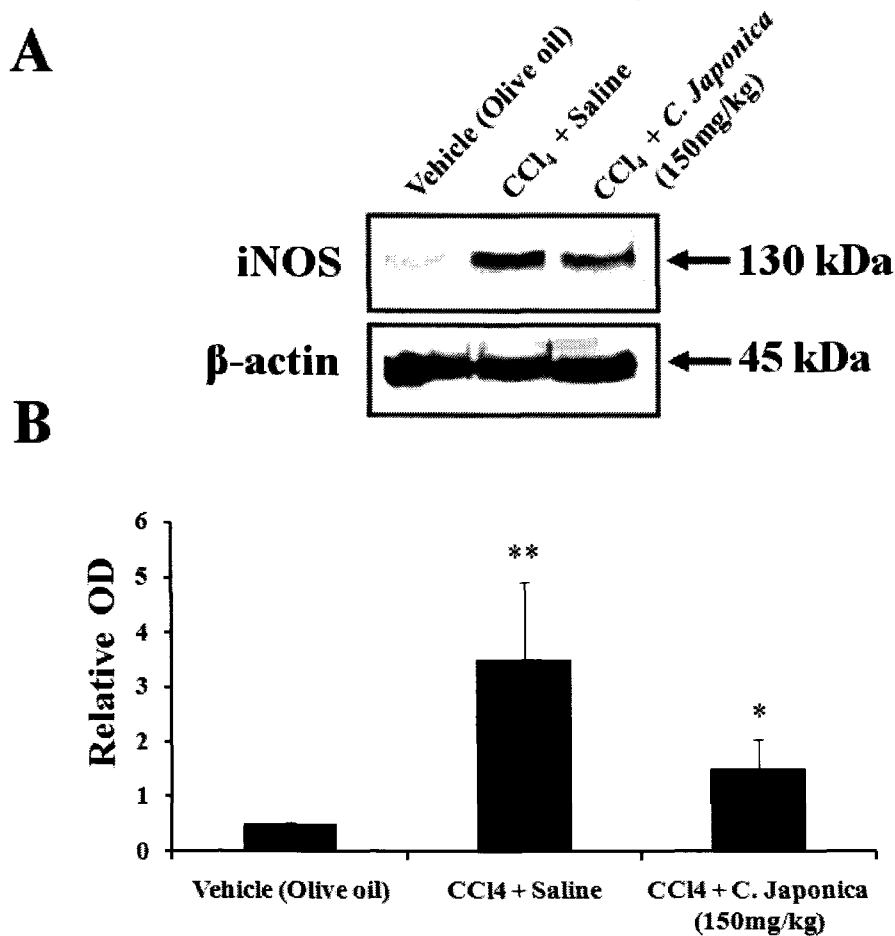 A
Vehicle (Olive oil)
CCl₄ + Saline
CCl₄ + C. Japonica
(150mg/kg)
iNOS
130 kDa
β-actin
45 kDa
B
Relative OD
6
5
4
3
2
1
0
**
*
Vehicle (Olive oil)
CCl4 + Saline
CCl4 + C. Japonica
(150mg/kg)